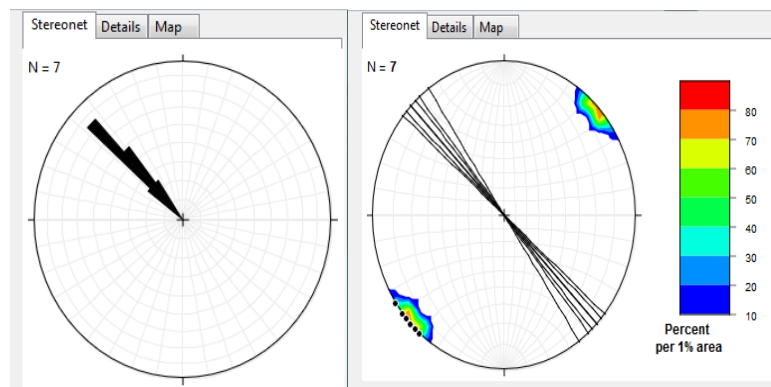 Stereonet Details Map
N = 7
Stereonet Details Map
N = 7
80
70
60
50
40
30
20
10
Percent
per 1% area